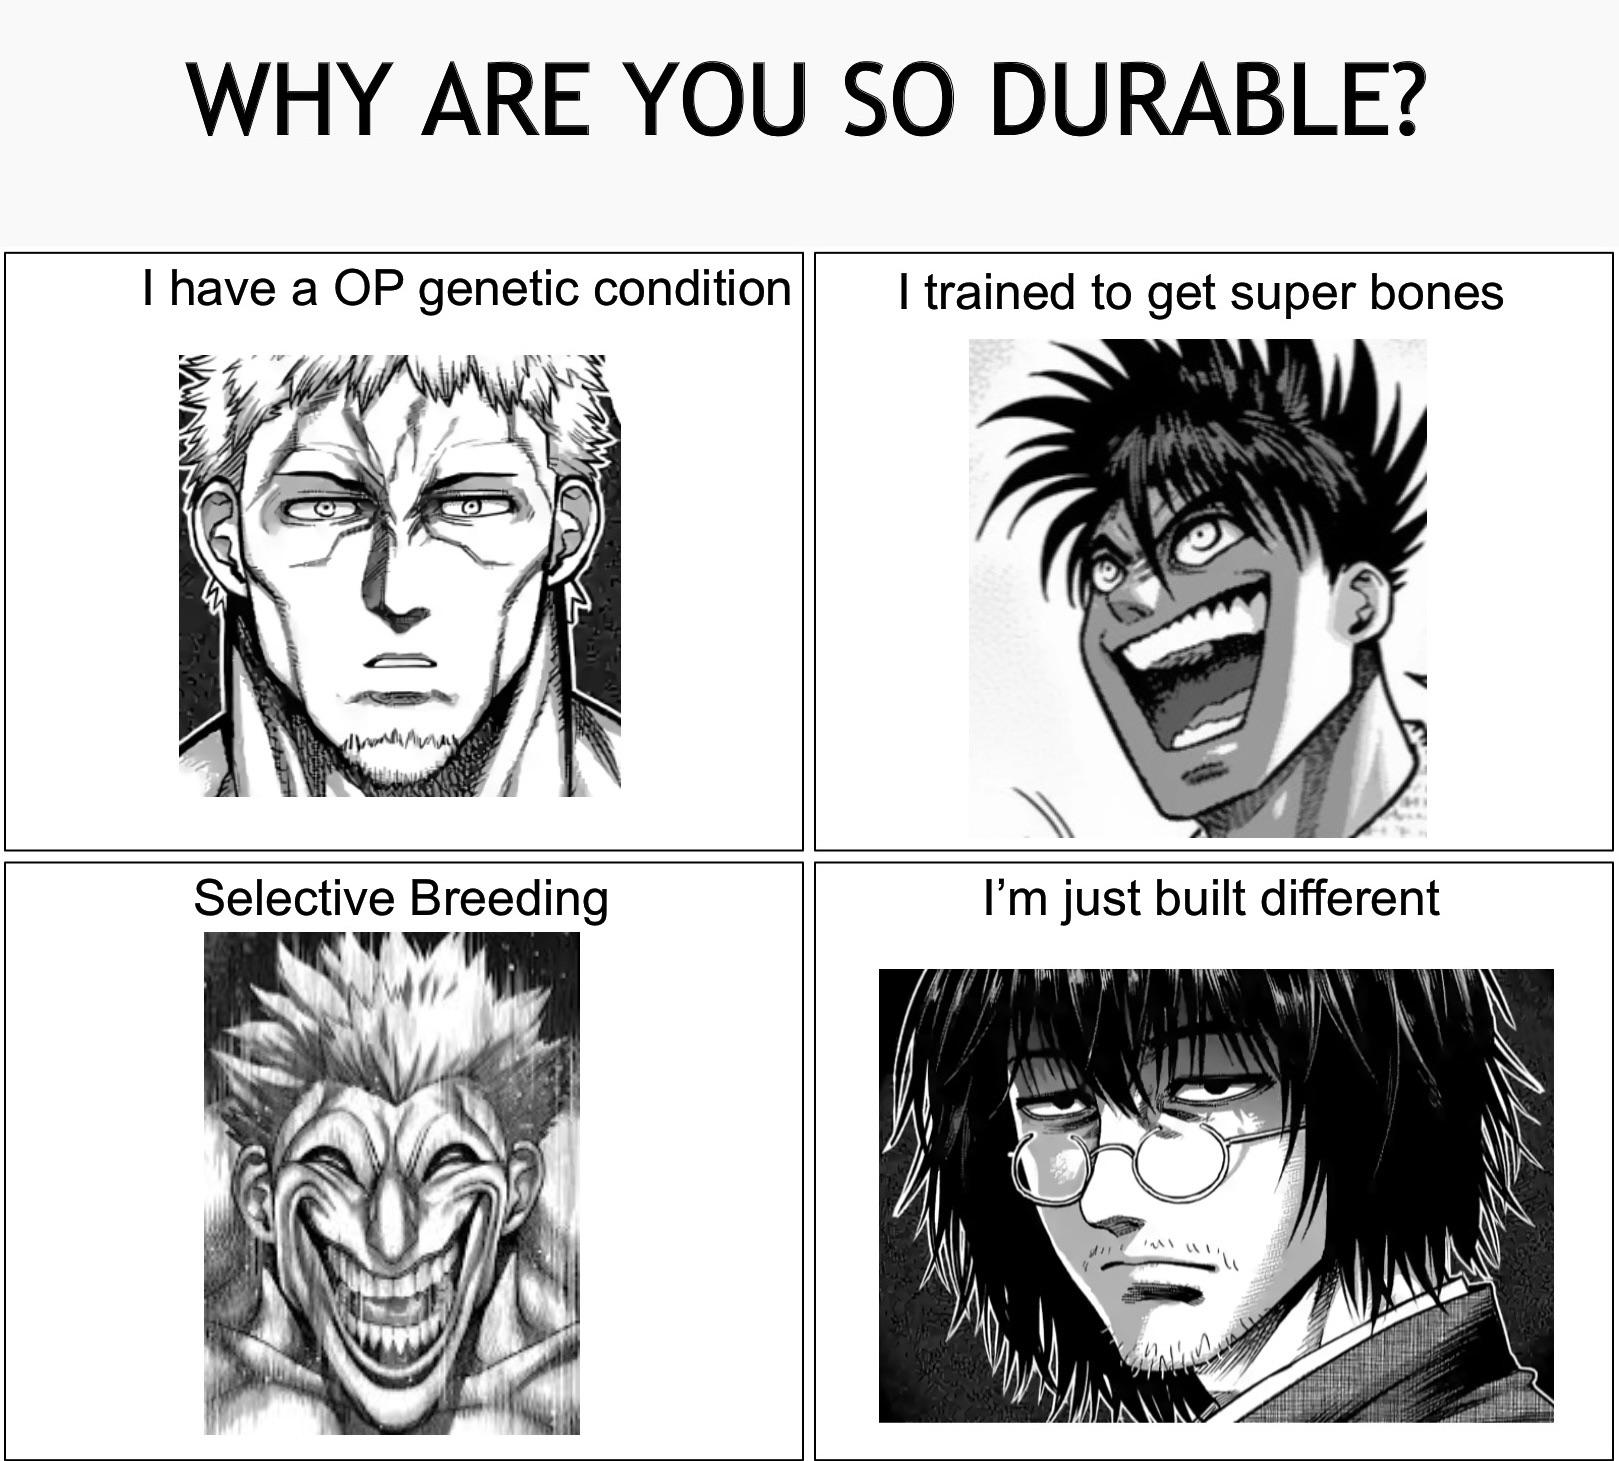 WHY ARE YOU SO DURABLE?
I have a OP genetic condition
I trained to get super bones
Selective Breeding
I’m just built different